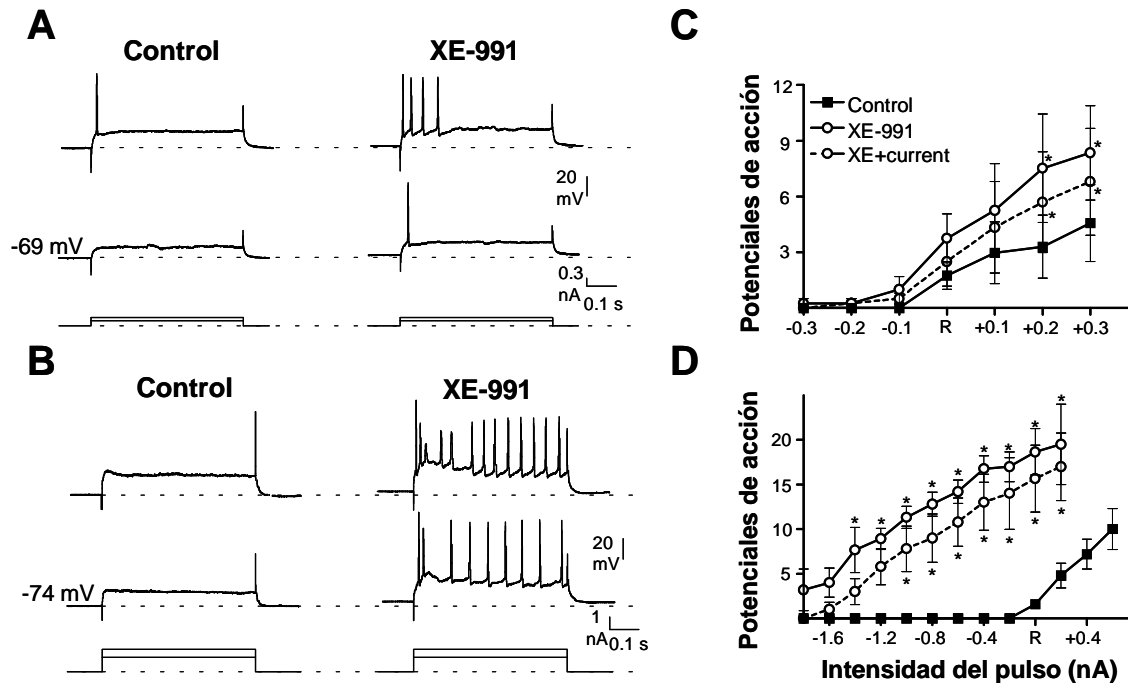 A
Control
XE-991
20
mV
-69 mV
0.3
nA
0.1 s
B
Control
XE-991
20
mV
-74 mV
1
nA
0.1 s
C
Potenciales de acción
12
9
6
3
Control
XE-991
XE+current
* *
* *
-0.3 -0.2 -0.1 R +0.1 +0.2 +0.3
D
Potenciales de acción
20
15
10
5
* * * * * * * * *
* * * * * * *
-1.6 -1.2 -0.8 -0.4 R +0.4
Intensidad del pulso (nA)